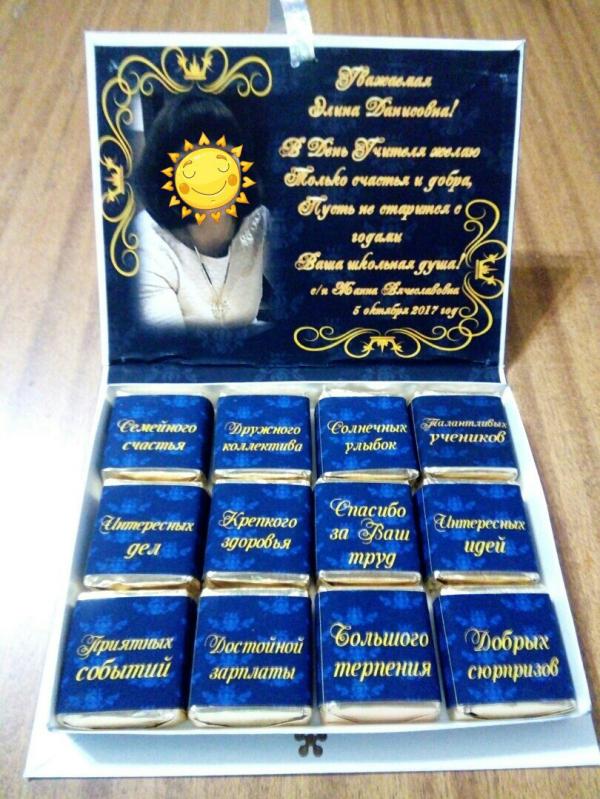 Уважаемая
Элина Данисовна!
В День Учителя желаю
Только счастья и добра,
Пусть не старится с
годами
Ваша школьная душа!
с/п Жанна Вячеславовна
5 октября 2017 год
Семейного
счастья
Дружного
коллектива
Солнечных
улыбок
Талантливых
учеников
Интересных
дел
Крепкого
здоровья
Спасибо
за Ваш
труд
Интересных
идей
Приятных
событий
Достойной
зарплаты
Большого
терпения
Добрых
сюрпризов